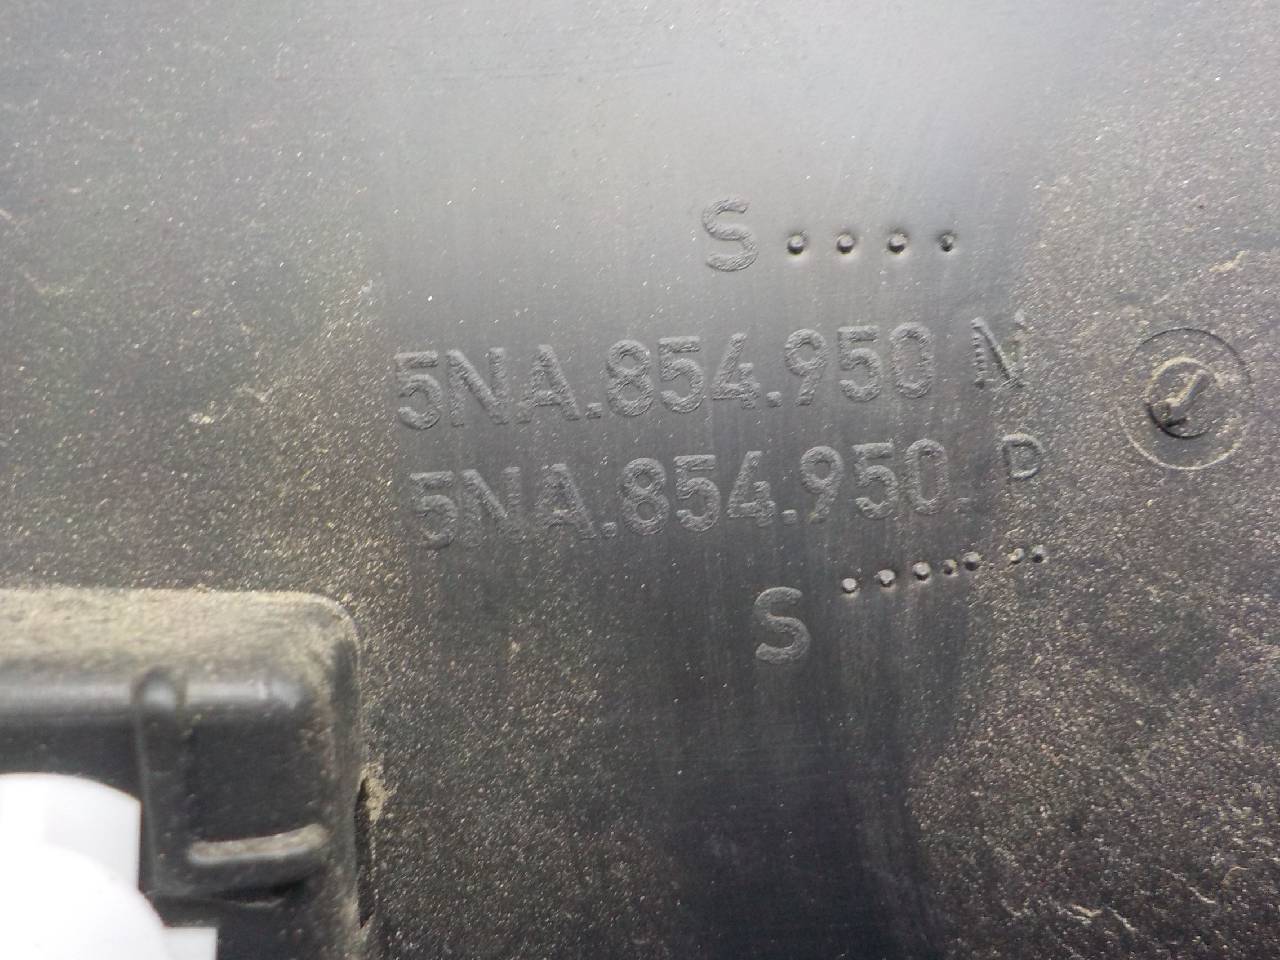 S ....
5NA.854.950 N
5NA.854.950. D
S .......